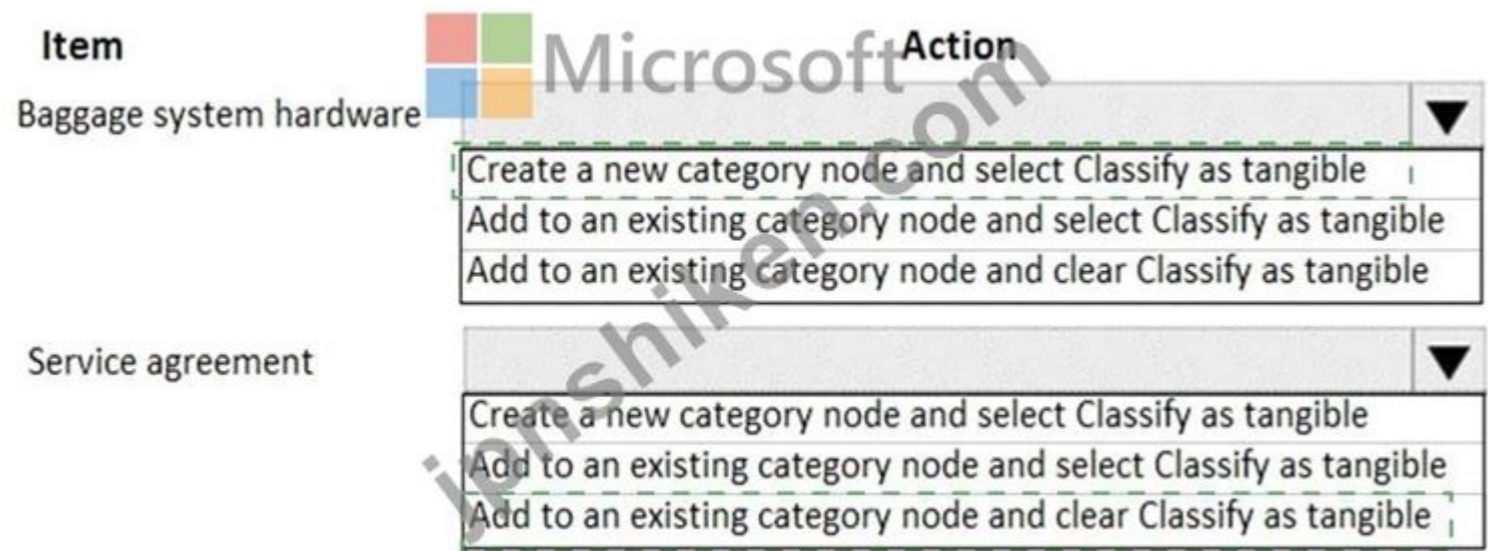 Item
Microsoft
Action
Baggage system hardware
Create a new category node and select Classify as tangible
Add to an existing category node and select Classify as tangible
Add to an existing category node and clear Classify as tangible
Service agreement
Create a new category node and select Classify as tangible
Add to an existing category node and select Classify as tangible
Add to an existing category node and clear Classify as tangible
jpnshiken.com